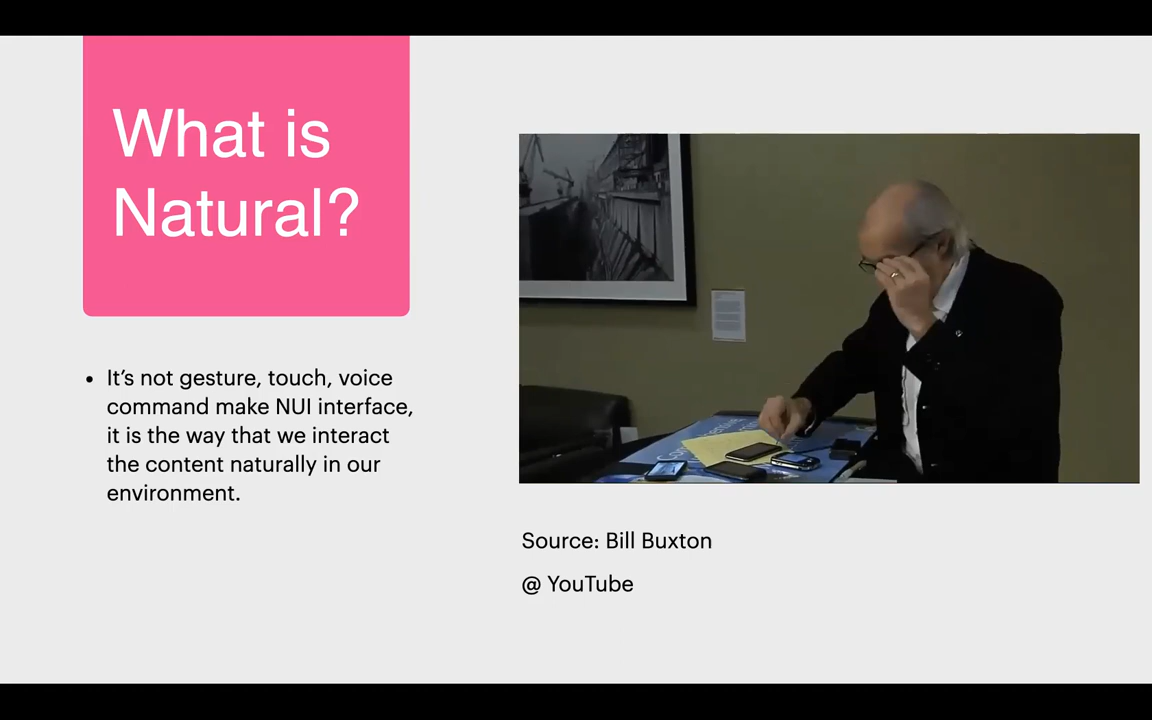 What is
Natural?
• It’s not gesture, touch, voice
command make NUI interface,
it is the way that we interact
the content naturally in our
environment.
Source: Bill Buxton
@ YouTube